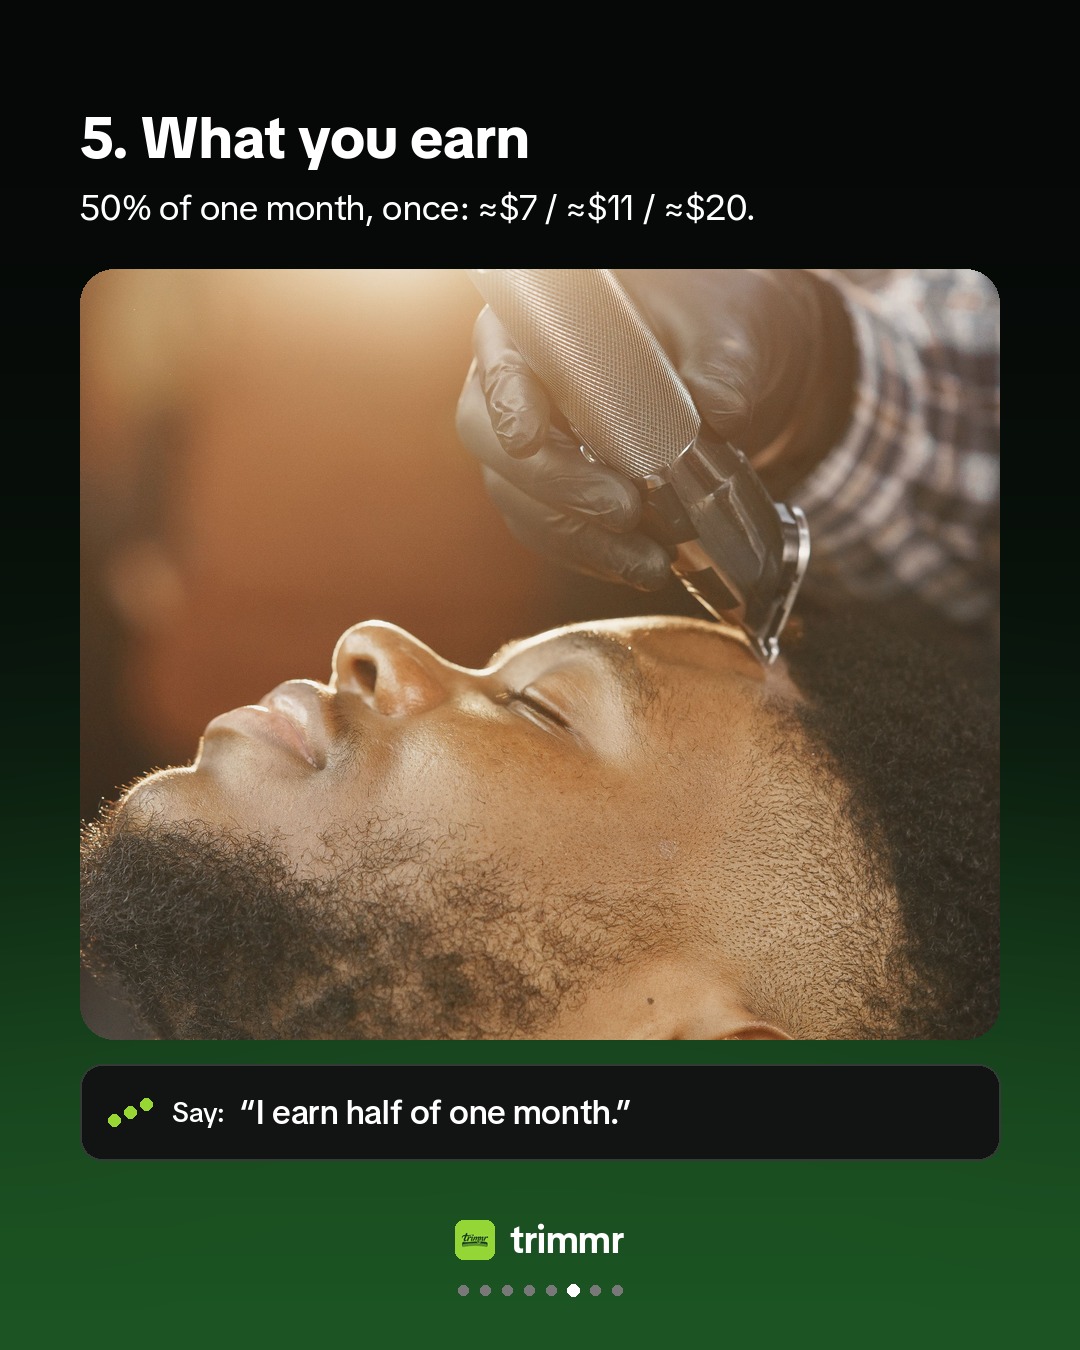 5. What you earn
50% of one month, once: ≈$7 / ≈$11 / ≈$20.
Say: “I earn half of one month.”
trimmr
trimmr